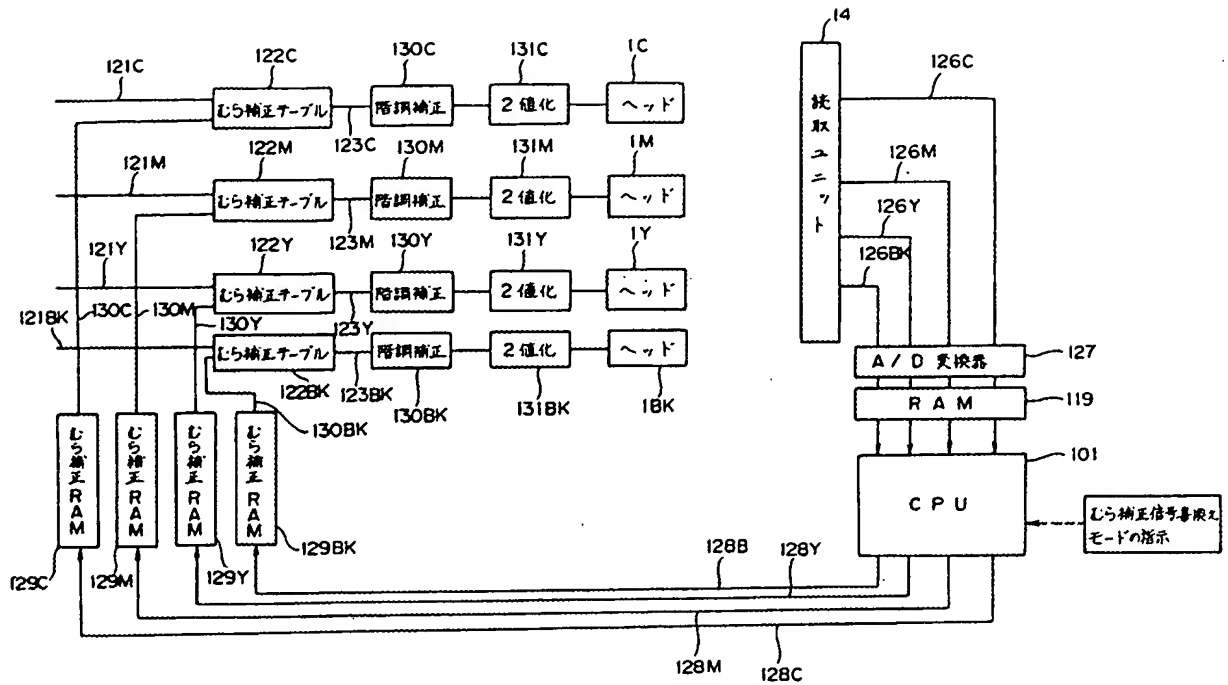 14
121C
122C
130C
131C
1C
126C
むら補正テーブル
階調補正
2値化
ヘッド
読取ユニット
123C
121M
122M
130M
131M
1M
126M
むら補正テーブル
階調補正
2値化
ヘッド
126Y
123M
121Y
122Y
130Y
131Y
1Y
126BK
むら補正テーブル
階調補正
2値化
ヘッド
130C
130M
130Y
123Y
121BK
むら補正テーブル
階調補正
2値化
ヘッド
A/D変換器
127
122BK
123BK
130BK
131BK
1BK
RAM
119
130BK
むら補正RAM
むら補正RAM
むら補正RAM
むら補正RAM
101
CPU
むら補正信号書換え
モードの指示
129BK
128B
128Y
129C
129M
129Y
128M
128C